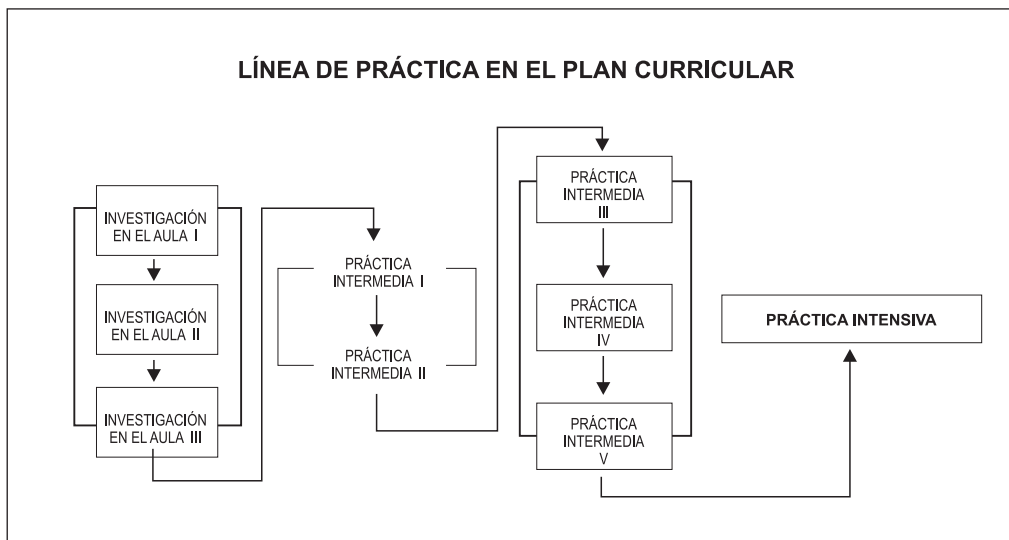 LÍNEA DE PRÁCTICA EN EL PLAN CURRICULAR
INVESTIGACIÓN
EN EL AULA I
INVESTIGACIÓN
EN EL AULA II
INVESTIGACIÓN
EN EL AULA III
PRÁCTICA
INTERMEDIA I
PRÁCTICA
INTERMEDIA II
PRÁCTICA
INTERMEDIA
III
PRÁCTICA
INTERMEDIA
IV
PRÁCTICA
INTERMEDIA
V
PRÁCTICA INTENSIVA